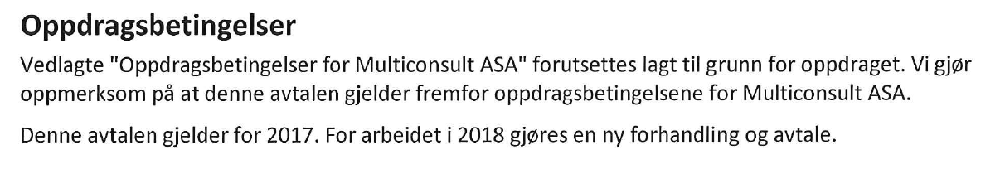 Oppdragsbetingelser
Vedlagte "Oppdragsbetingelser for Multiconsult ASA" forutsettes lagt til grunn for oppdraget. Vi gjør
oppmerksom på at denne avtalen gjelder fremfor oppdragsbetingelsene for Multiconsult ASA.
Denne avtalen gjelder for 2017. For arbeidet i 2018 gjøres en ny forhandling og avtale.